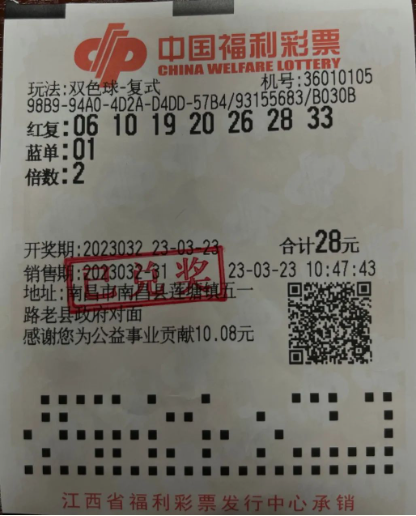 中国福利彩票
CHINA WELFARE LOTTERY
玩法:双色球-复式 机号:36010105
98B9-94A0-4D2A-D4DD-57B4/93155683/B030B
红复:06 10 19 20 26 28 33
蓝单:01
倍数:2
开奖期:2023032 23-03-23 合计28元
销售期:2023032-31 23-03-23 10:47:43
已兑奖
地址:南昌市南昌县莲塘镇五一
路老县政府对面
感谢您为公益事业贡献10.08元
江西省福利彩票发行中心承销